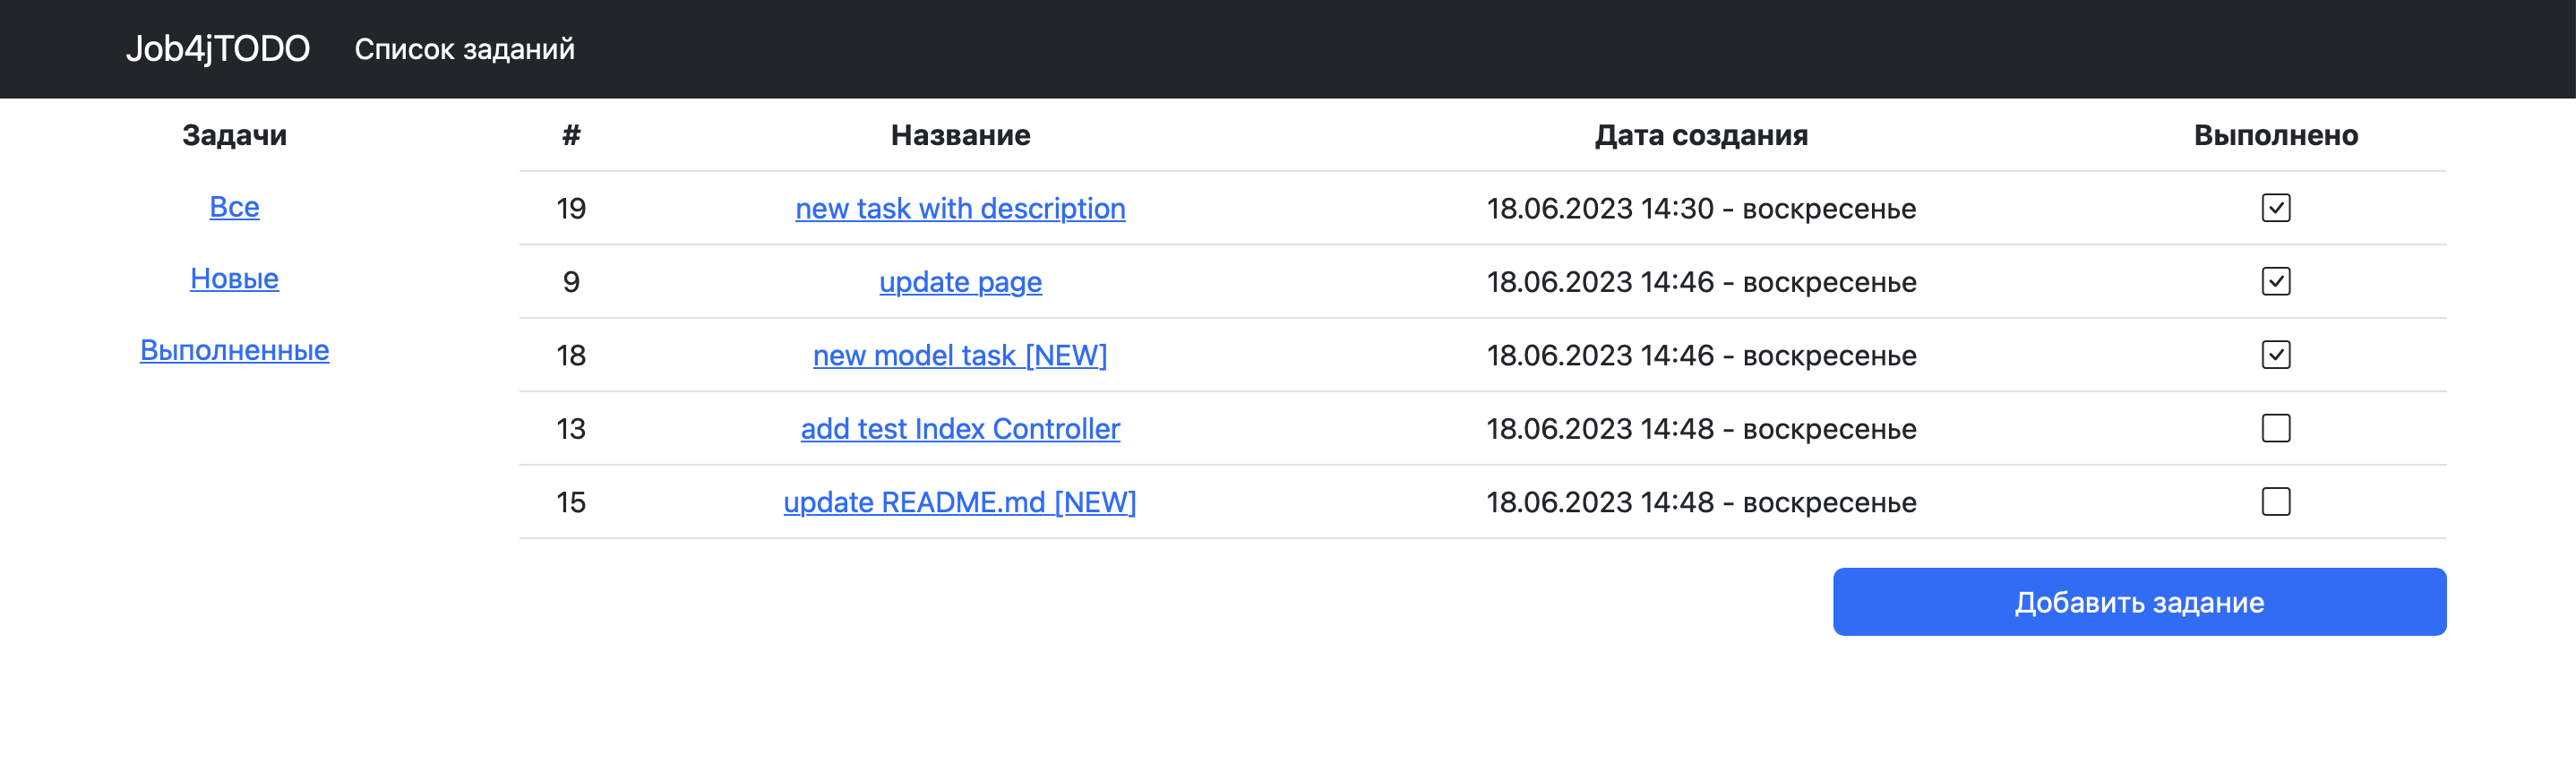 Job4jTODO Список заданий
Задачи
Все
Новые
Выполненные
# Название Дата создания Выполнено
19 new task with description 18.06.2023 14:30 - воскресенье
9 update page 18.06.2023 14:46 - воскресенье
18 new model task [NEW] 18.06.2023 14:46 - воскресенье
13 add test Index Controller 18.06.2023 14:48 - воскресенье
15 update README.md [NEW] 18.06.2023 14:48 - воскресенье
Добавить задание